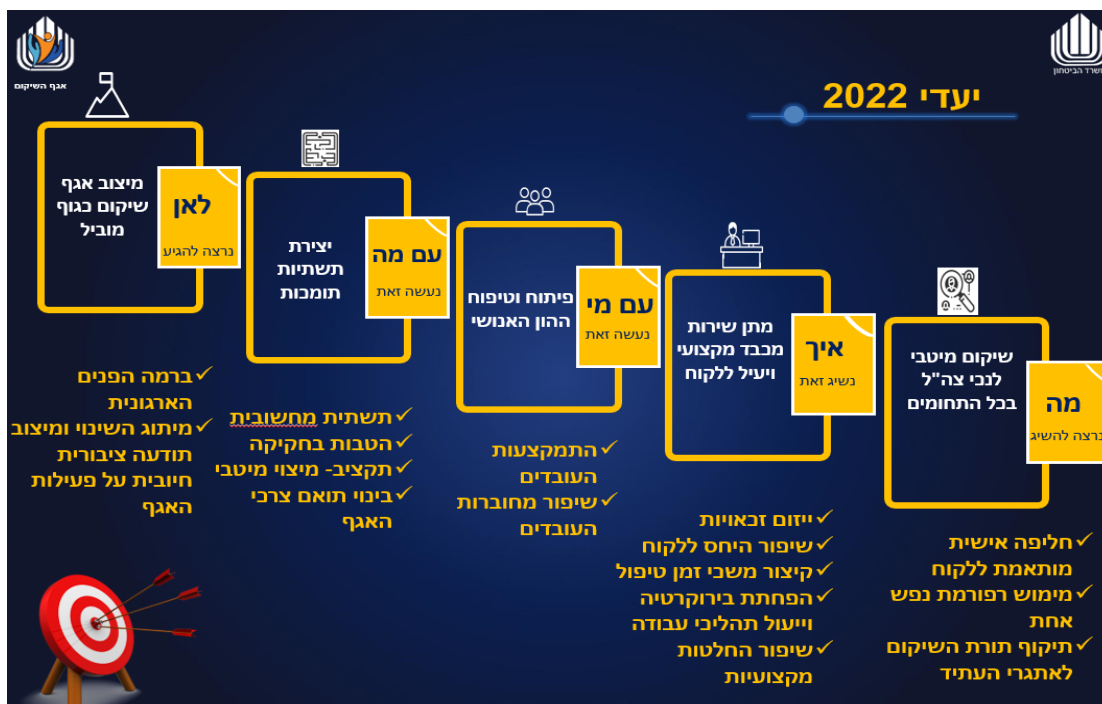 אגף השיקום
משרד הביטחון
יעדי 2022
מה
נרצה להשיג
שיקום מיטבי
לנכי צה"ל
בכל התחומים
✓חליפה אישית
מותאמת ללקוח
✓מימוש רפורמת נפש
אחת
✓תיקוף תורת השיקום
לאתגרי העתיד
איך
נשיג זאת
מתן שירות
מכבד מקצועי
ויעיל ללקוח
✓ייזום זכאויות
✓שיפור היחס ללקוח
✓קיצור משכי זמן טיפול
✓הפחתת בירוקרטיה
וייעול תהליכי עבודה
✓שיפור החלטות
מקצועיות
עם מי
נעשה זאת
פיתוח וטיפוח
ההון האנושי
✓התמקצעות
העובדים
✓שיפור מחוברות
העובדים
עם מה
נעשה זאת
יצירת
תשתיות
תומכות
✓תשתית מחשובית
✓הטבות בחקיקה
✓תקציב- מיצוי מיטבי
✓בינוי תואם צרכי
האגף
לאן
נרצה להגיע
מיצוב אגף
שיקום כגוף
מוביל
✓ברמה הפנים
הארגונית
✓מיתוג השינוי ומיצוב
תודעה ציבורית
חיובית על פעילות
האגף